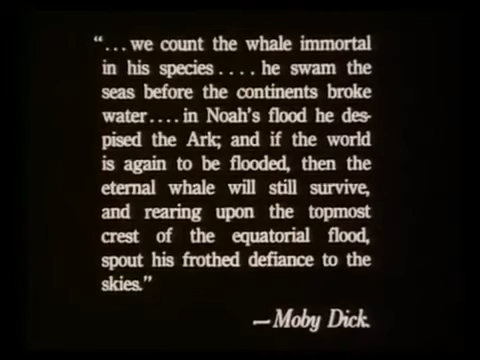 “...we count the whale immortal
in his species....he swam the
seas before the continents broke
water....in Noah's flood he des-
pised the Ark; and if the world
is again to be flooded, then the
eternal whale will still survive,
and rearing upon the topmost
crest of the equatorial flood,
spout his frothed defiance to the
skies.”
—Moby Dick.